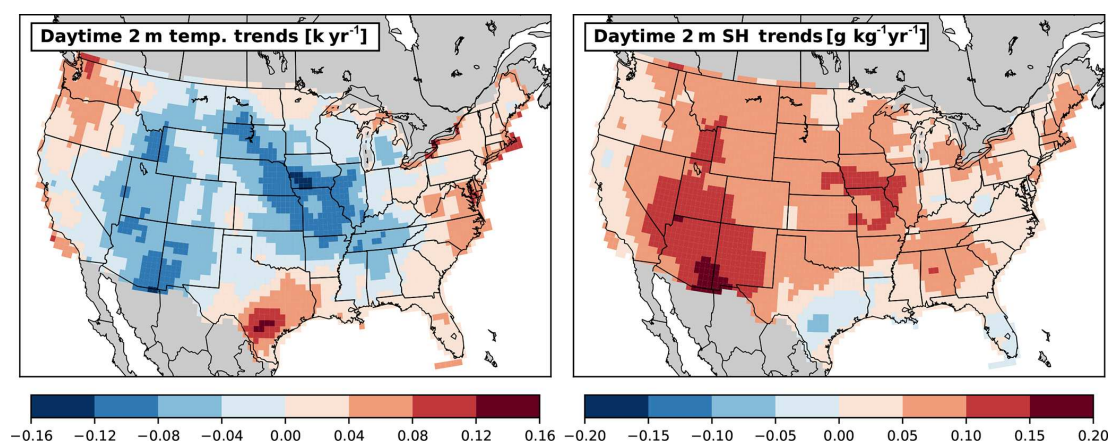 Daytime 2 m temp. trends [k yr⁻¹]
Daytime 2 m SH trends [g kg⁻¹yr⁻¹]
−0.16 −0.12 −0.08 −0.04 0.00 0.04 0.08 0.12 0.16
−0.20 −0.15 −0.10 −0.05 0.00 0.05 0.10 0.15 0.20